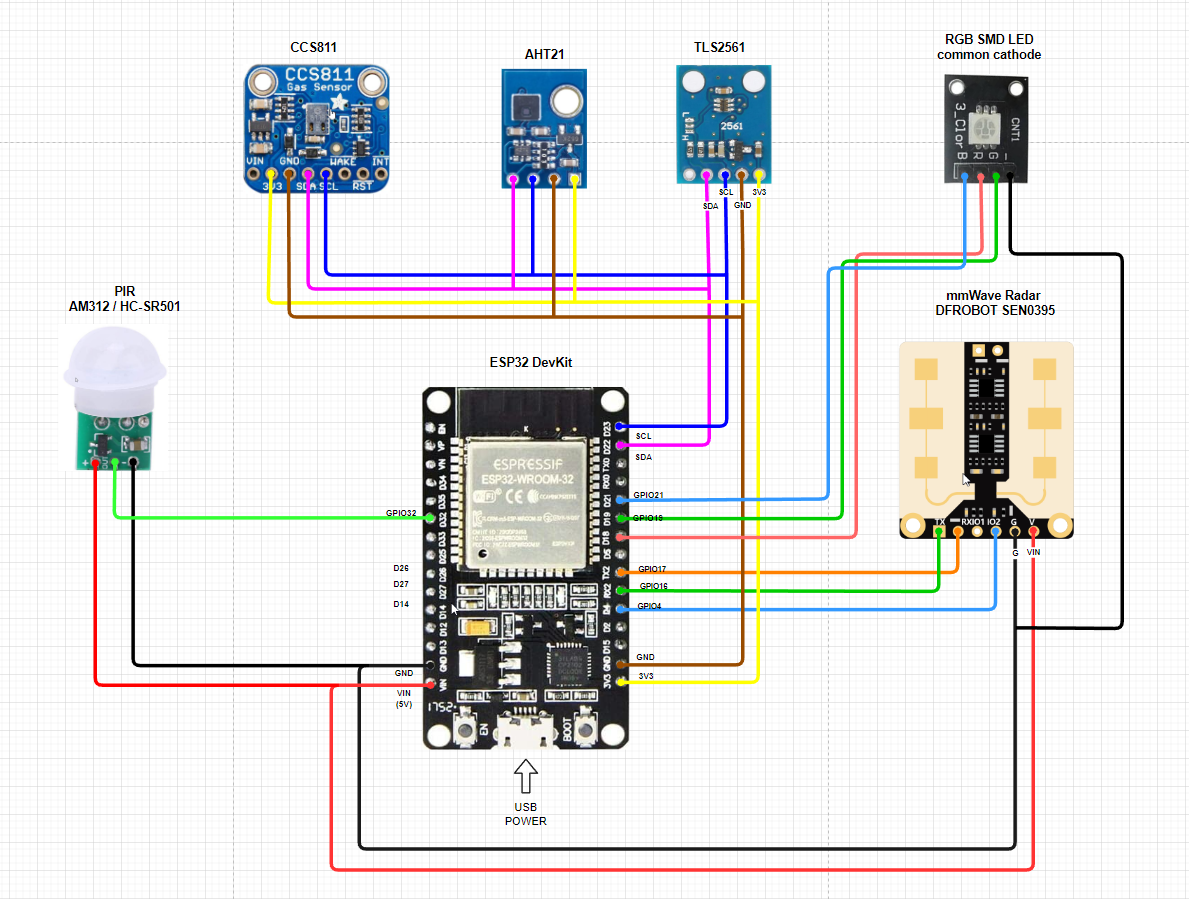 CCS811
AHT21
TLS2561
RGB SMD LED
common cathode
CCS811
Gas Sensor
VIN GND WAKE INT
3V3 SDA SCL RST
2561
SDA
SCL
GND
3V3
3_Clor
CNT1
B R G -
PIR
AM312 / HC-SR501
mmWave Radar
DFROBOT SEN0395
ESP32 DevKit
ESPRESSIF
ESP32-WROOM-32
Wi Fi CE
EN
VP
VN
D34
D35
D32
D33
D25
D26
D27
D14
D12
D13
GND
VIN
D23
D22
TX0
RX0
D21
D19
D18
D5
TX2
RX2
D4
D2
D15
GND
3V3
SCL
SDA
GPIO21
GPIO32
GPIO17
GPIO16
GPIO4
D26
D27
D14
GND
VIN
(5V)
GND
3V3
TX RX IO1 IO2 G V
G
VIN
EN
BOOT
USB
POWER